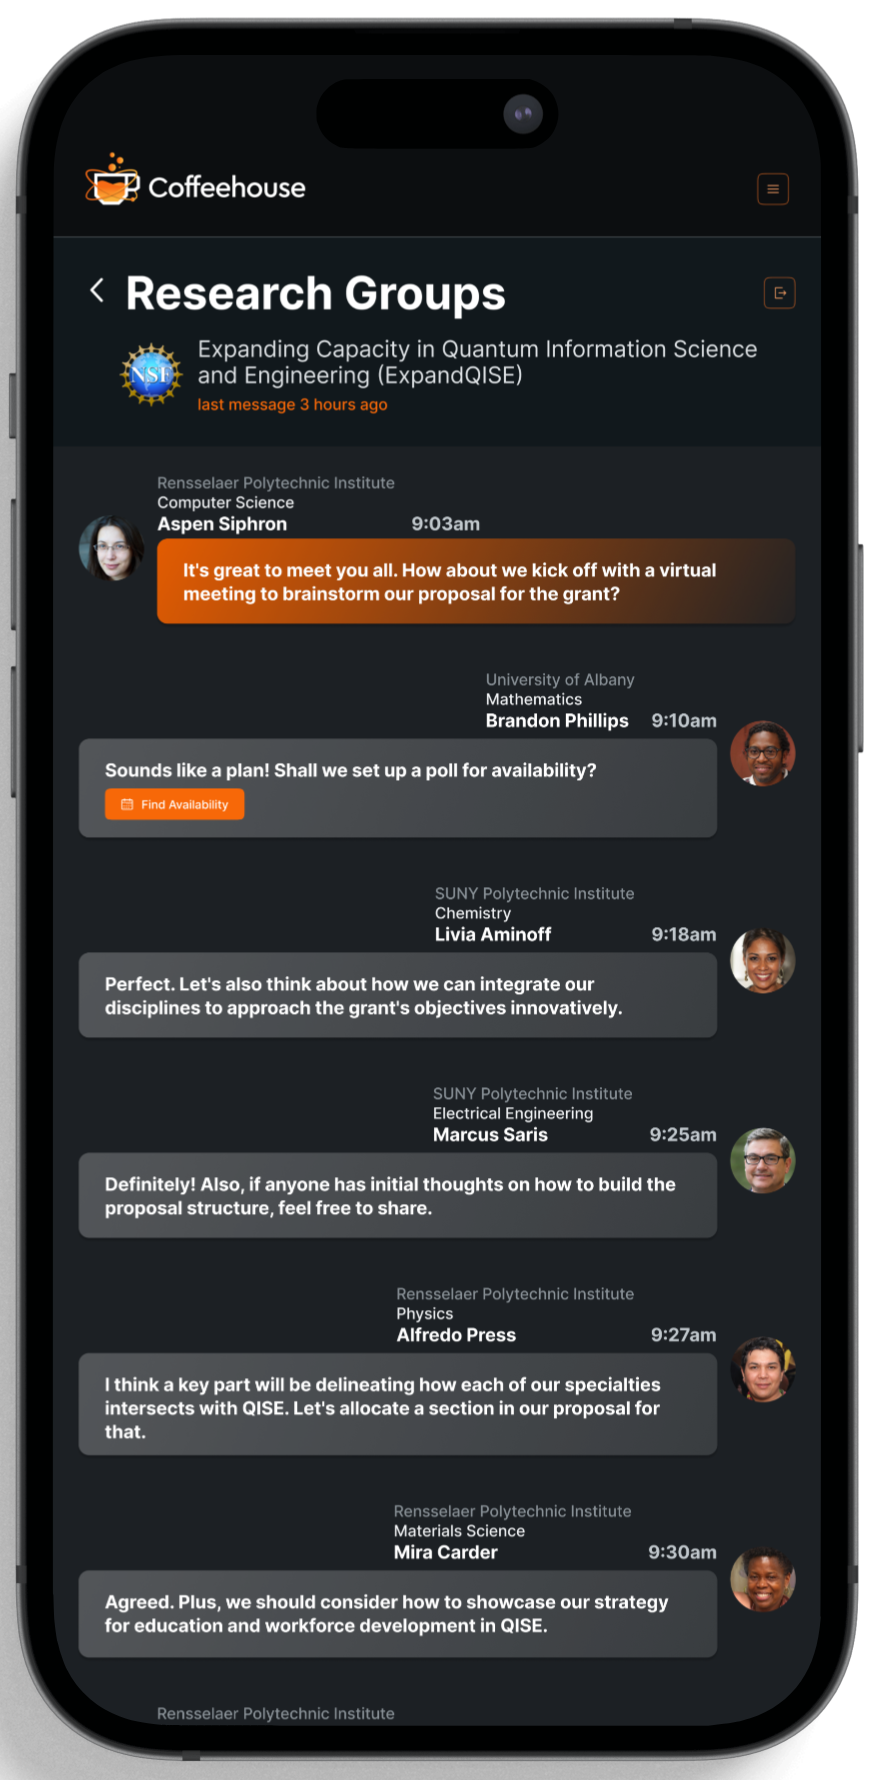 Coffeehouse
Research Groups
NSF
Expanding Capacity in Quantum Information Science
and Engineering (ExpandQISE)
last message 3 hours ago
Rensselaer Polytechnic Institute
Computer Science
Aspen Siphron 9:03am
It's great to meet you all. How about we kick off with a virtual
meeting to brainstorm our proposal for the grant?
University of Albany
Mathematics
Brandon Phillips 9:10am
Sounds like a plan! Shall we set up a poll for availability?
Find Availability
SUNY Polytechnic Institute
Chemistry
Livia Aminoff 9:18am
Perfect. Let's also think about how we can integrate our
disciplines to approach the grant's objectives innovatively.
SUNY Polytechnic Institute
Electrical Engineering
Marcus Saris 9:25am
Definitely! Also, if anyone has initial thoughts on how to build the
proposal structure, feel free to share.
Rensselaer Polytechnic Institute
Physics
Alfredo Press 9:27am
I think a key part will be delineating how each of our specialties
intersects with QISE. Let's allocate a section in our proposal for
that.
Rensselaer Polytechnic Institute
Materials Science
Mira Carder 9:30am
Agreed. Plus, we should consider how to showcase our strategy
for education and workforce development in QISE.
Rensselaer Polytechnic Institute